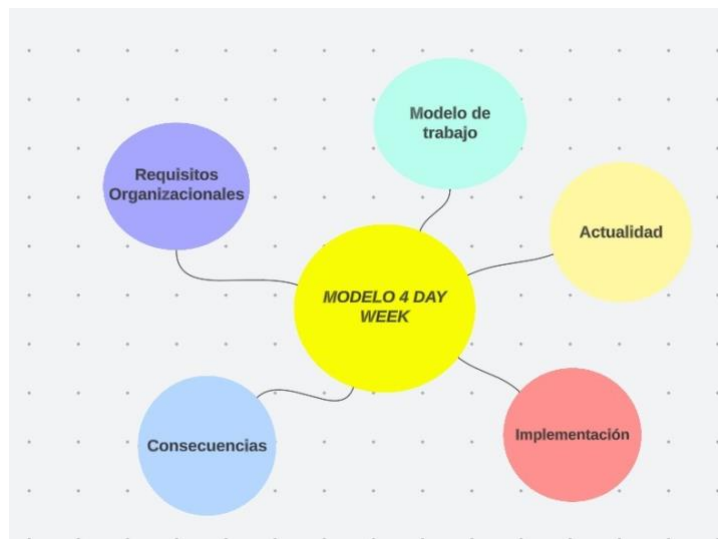 Modelo de
trabajo
Requisitos
Organizacionales
Actualidad
MODELO 4 DAY
WEEK
Implementación
Consecuencias